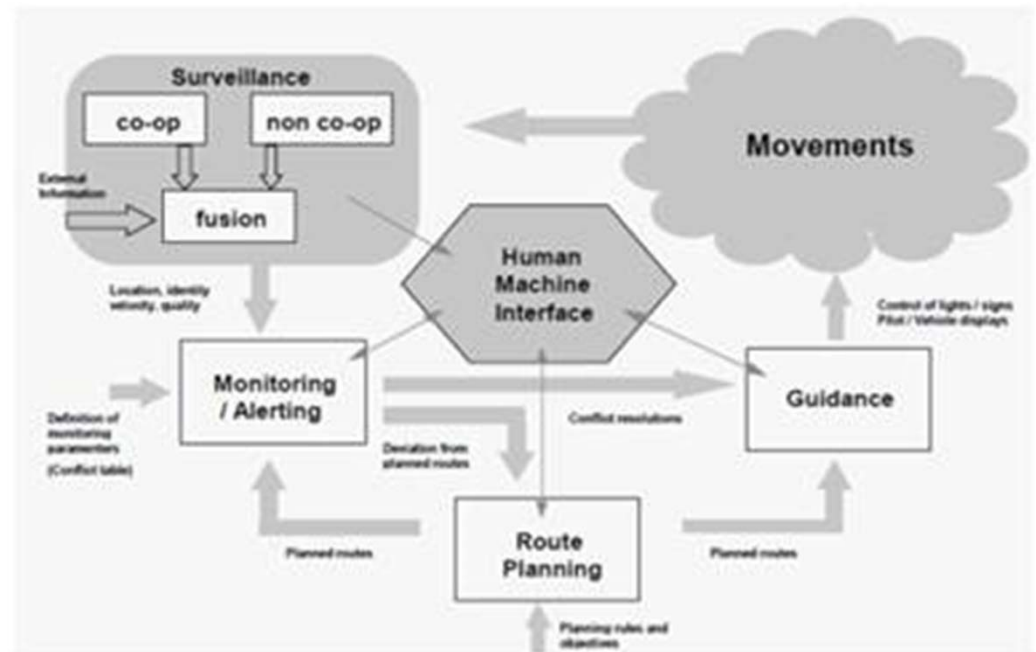 Surveillance
co-op
non co-op
External
Information
fusion
Movements
Human
Machine
Interface
Location, identity
velocity, quality
Control of lights / signs
Pilot / Vehicle displays
Monitoring
/ Alerting
Guidance
Definition of
monitoring
paramenters
(Conflict table)
Conflict resolutions
Deviation from
planned routes
Planned routes
Route
Planning
Planned routes
Planning rules and
objectives